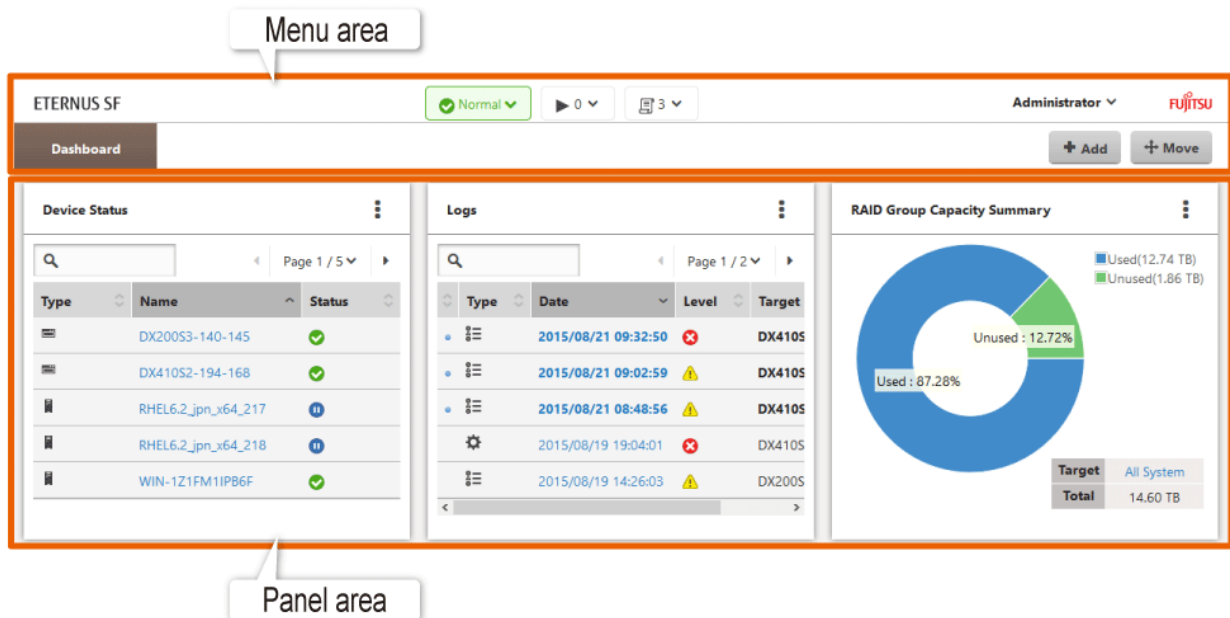 Menu area
ETERNUS SF
Normal
0
3
Administrator
FUJITSU
Dashboard
Add
Move
Device Status
Page 1 / 5
Type Name Status
DX200S3-140-145
DX410S2-194-168
RHEL6.2_jpn_x64_217
RHEL6.2_jpn_x64_218
WIN-1Z1FM1IPB6F
Logs
Page 1 / 2
Type Date Level Target
2015/08/21 09:32:50 DX410S
2015/08/21 09:02:59 DX410S
2015/08/21 08:48:56 DX410S
2015/08/19 19:04:01 DX410S
2015/08/19 14:26:03 DX200S
RAID Group Capacity Summary
Used(12.74 TB)
Unused(1.86 TB)
Unused : 12.72%
Used : 87.28%
Target All System
Total 14.60 TB
Panel area